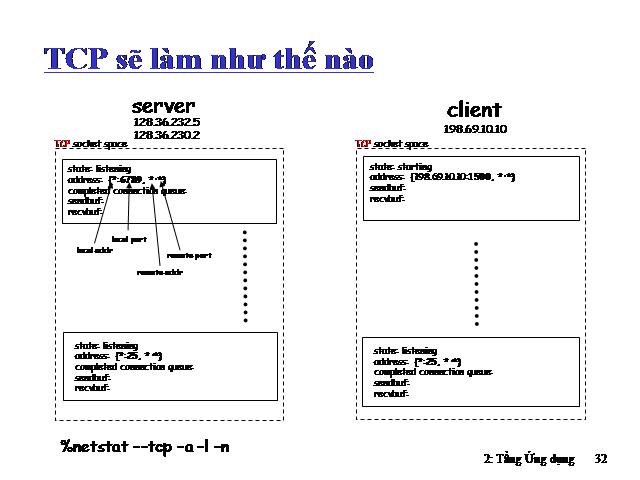 TCP sẽ làm như thế nào
server
128.36.232.5
128.36.230.2
TCP socket space
state: listening
address: {*:6789, *:*}
completed connection queue:
sendbuf:
recvbuf:
local addr
local port
remote addr
remote port
state: listening
address: {*:25, *:*}
completed connection queue:
sendbuf:
recvbuf:
client
198.69.10.10
TCP socket space
state: starting
address: {198.69.10.10:1500, *:*}
sendbuf:
recvbuf:
state: listening
address: {*:25, *:*}
completed connection queue:
sendbuf:
recvbuf:
%netstat --tcp -a -l -n
2: Tầng Ứng dụng 32